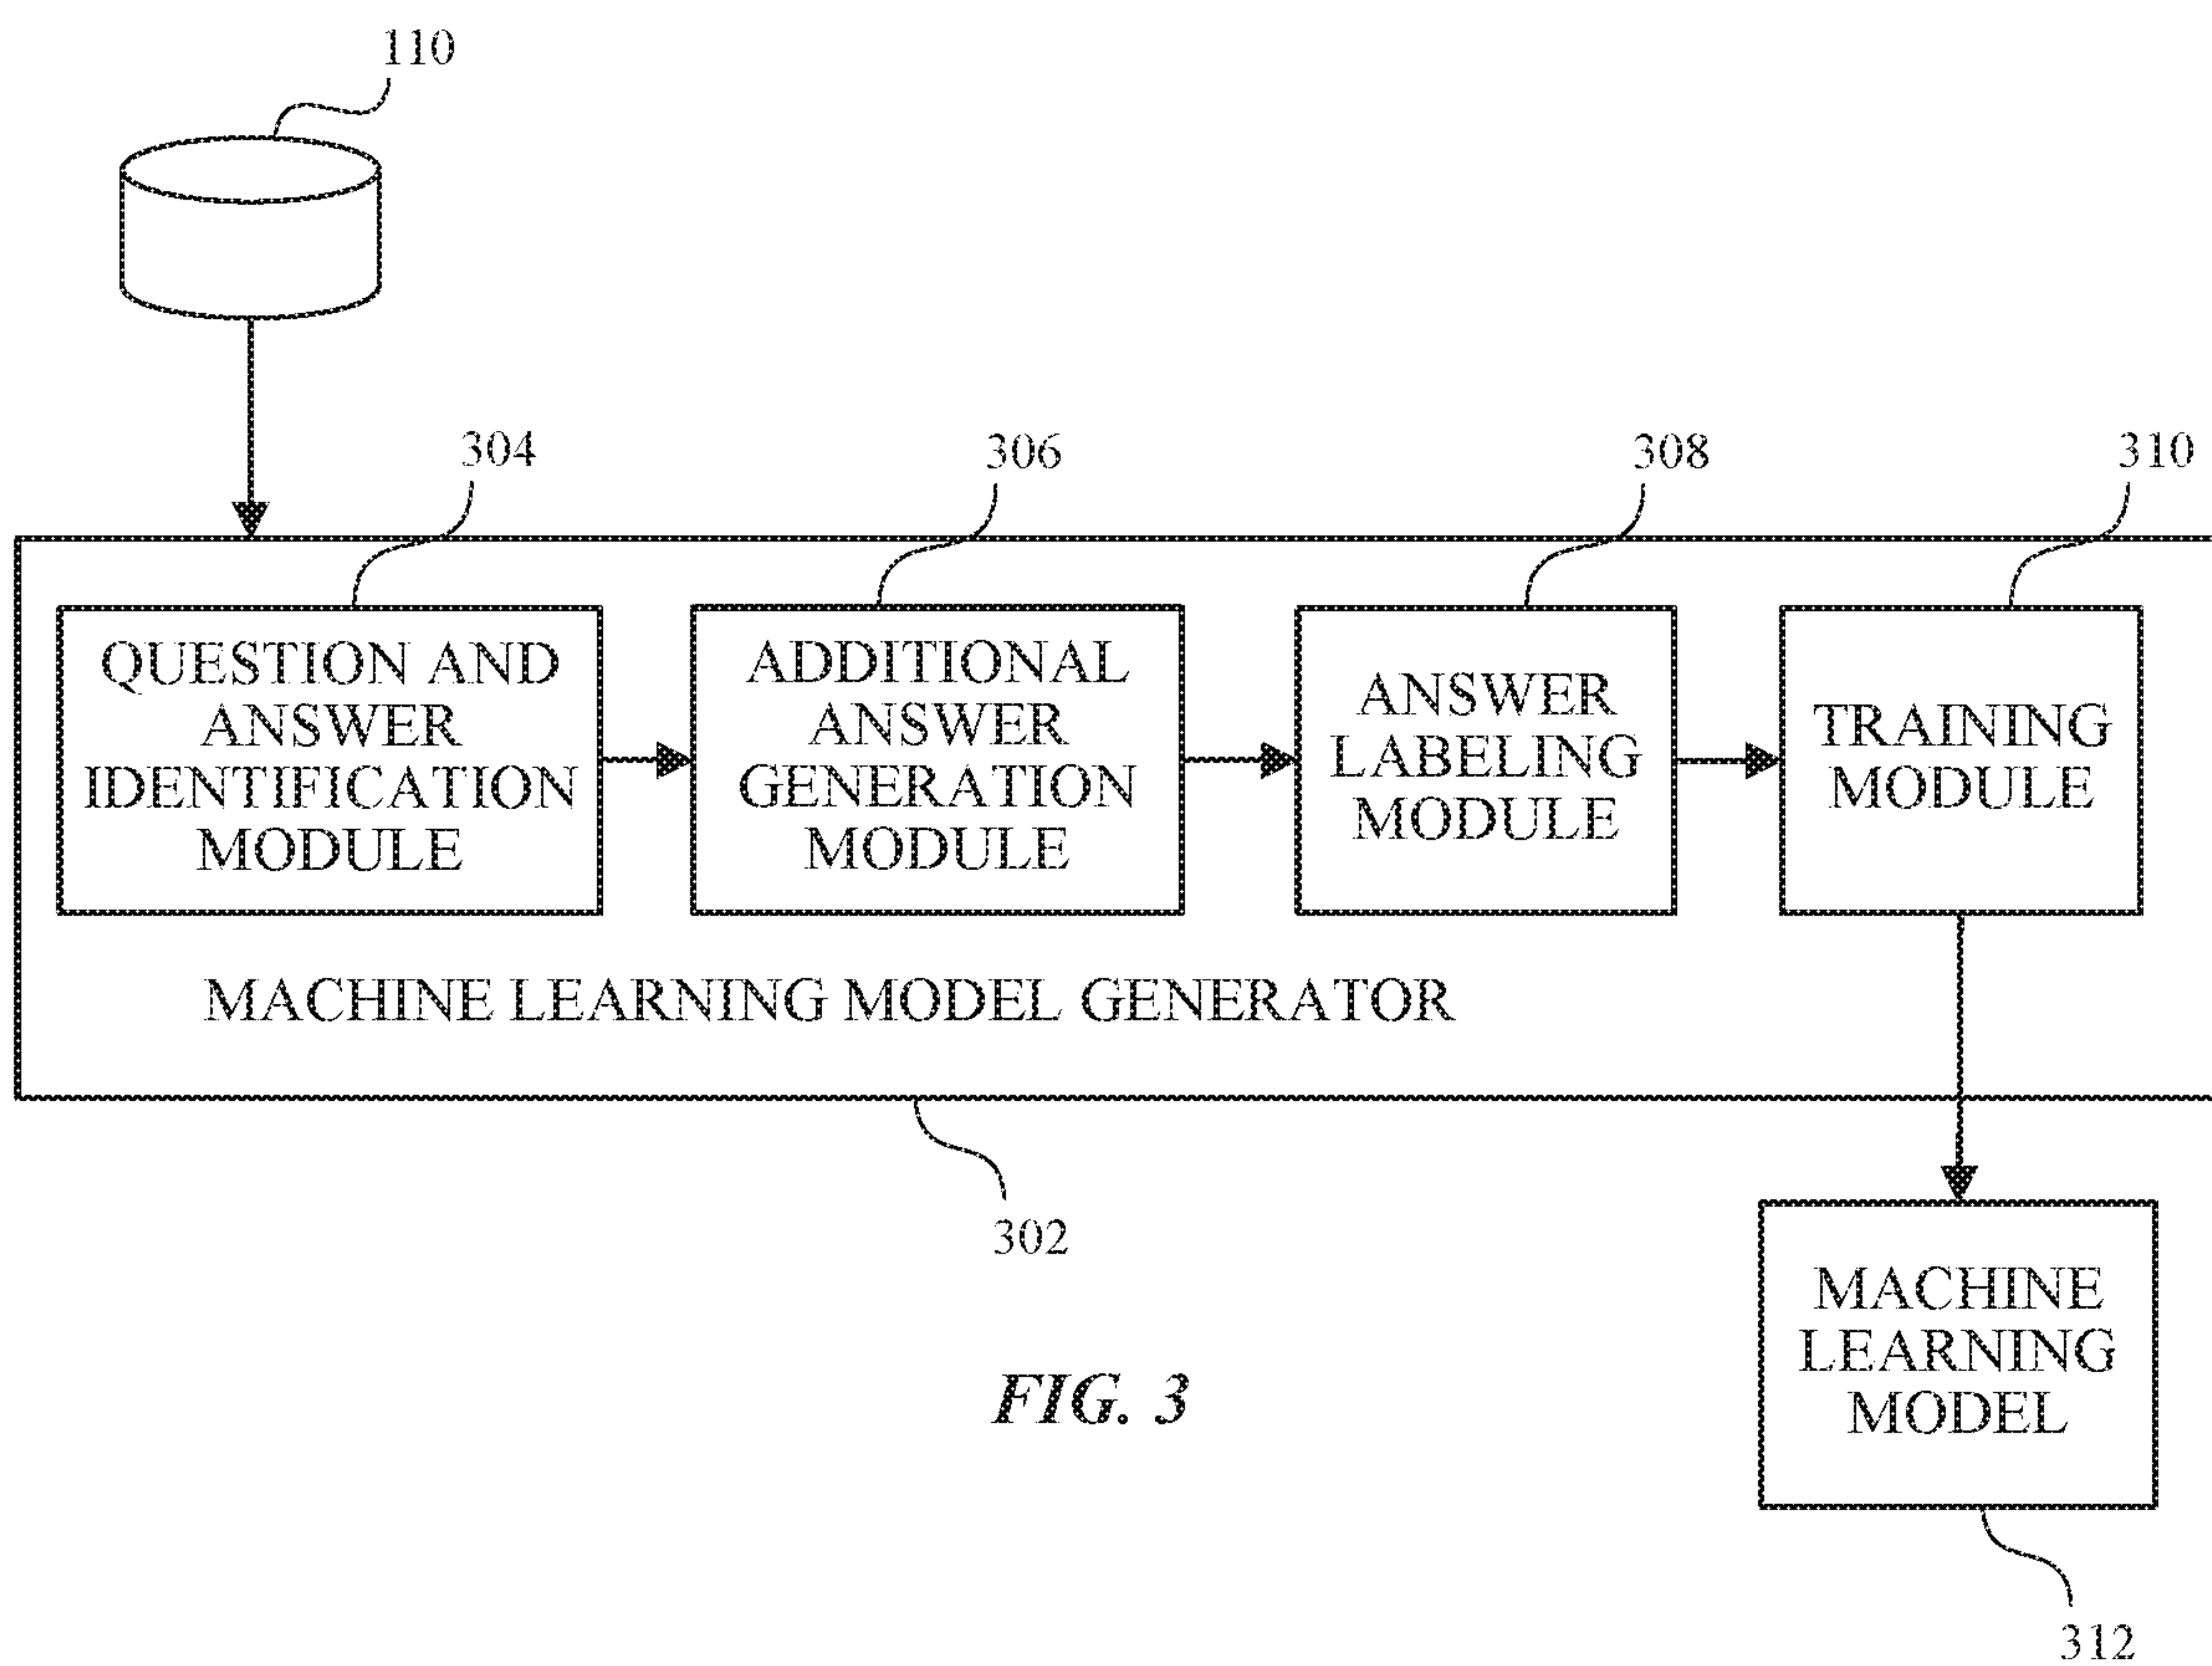 110
304
306
308
310
QUESTION AND
ANSWER
IDENTIFICATION
MODULE
ADDITIONAL
ANSWER
GENERATION
MODULE
ANSWER
LABELING
MODULE
TRAINING
MODULE
MACHINE LEARNING MODEL GENERATOR
302
MACHINE
LEARNING
MODEL
FIG. 3
312